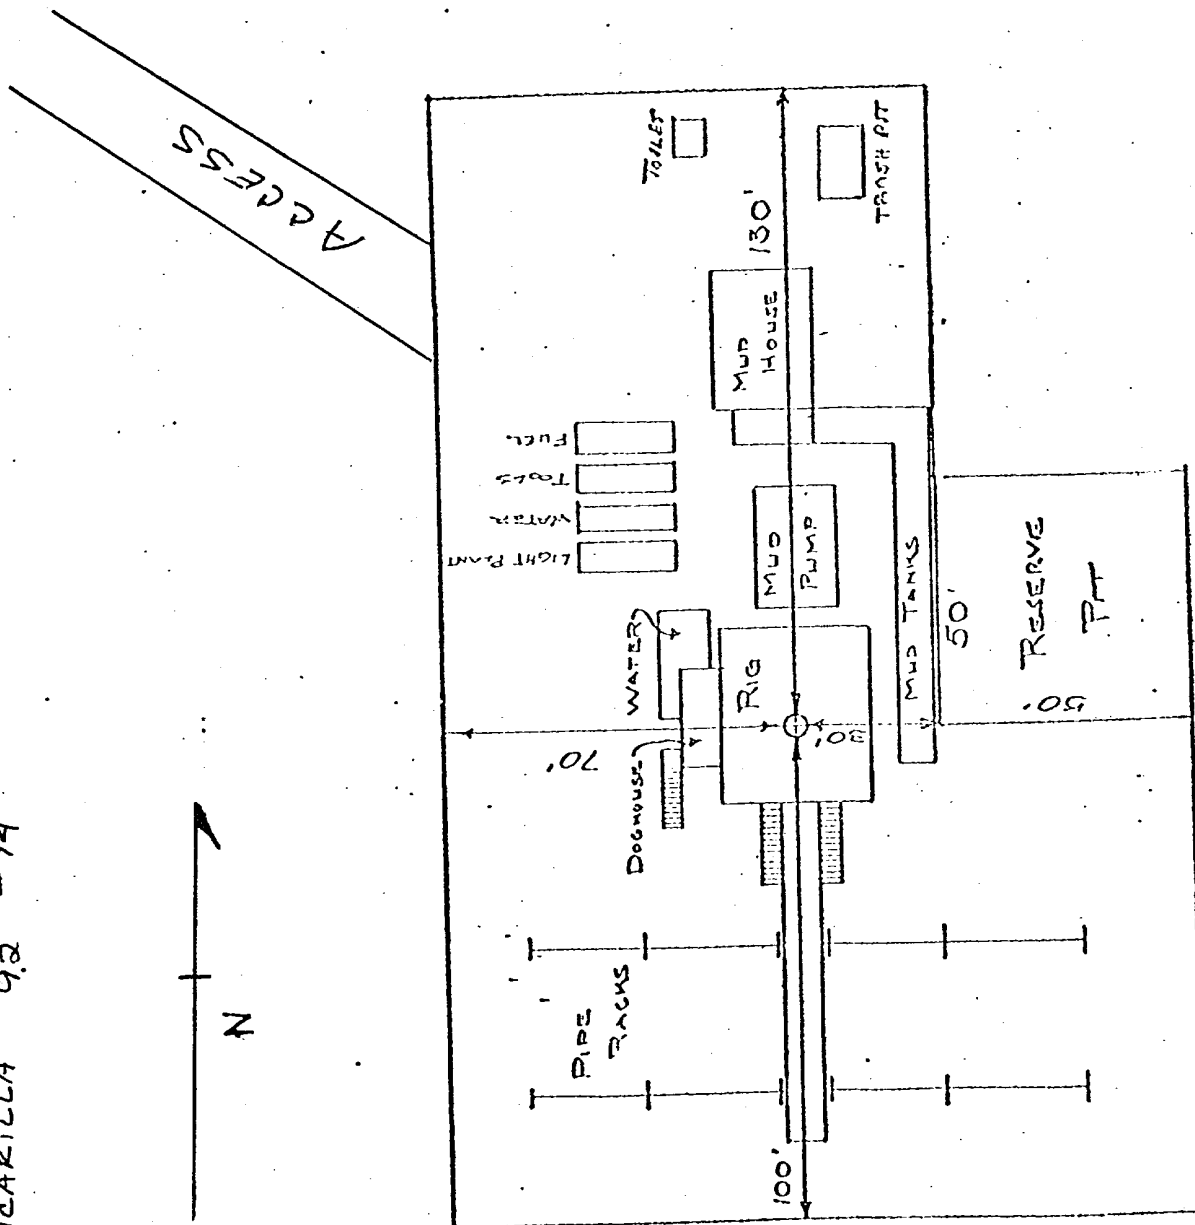 ACCESS
TOILET
TRASH PIT
130'
MUD
HOUSE
FUEL
TOOLS
WATER
LIGHT PLANT
MUD
PUMP
MUD TANKS
50'
RESERVE
PIT
50'
WATER
RIG
DOGHOUSE
70'
30'
N
PIPE
RACKS
100'